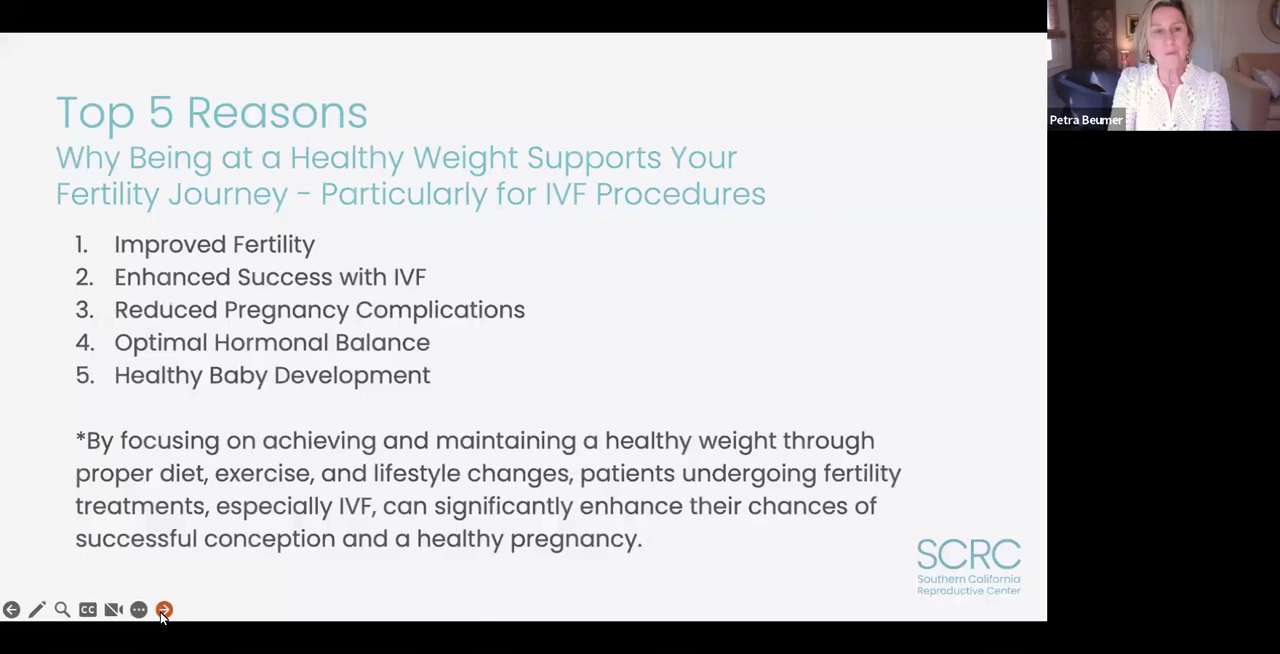 Top 5 Reasons
Why Being at a Healthy Weight Supports Your
Fertility Journey - Particularly for IVF Procedures
1. Improved Fertility
2. Enhanced Success with IVF
3. Reduced Pregnancy Complications
4. Optimal Hormonal Balance
5. Healthy Baby Development
*By focusing on achieving and maintaining a healthy weight through
proper diet, exercise, and lifestyle changes, patients undergoing fertility
treatments, especially IVF, can significantly enhance their chances of
successful conception and a healthy pregnancy.
SCRC
Southern California
Reproductive Center
CC
Petra Beumer